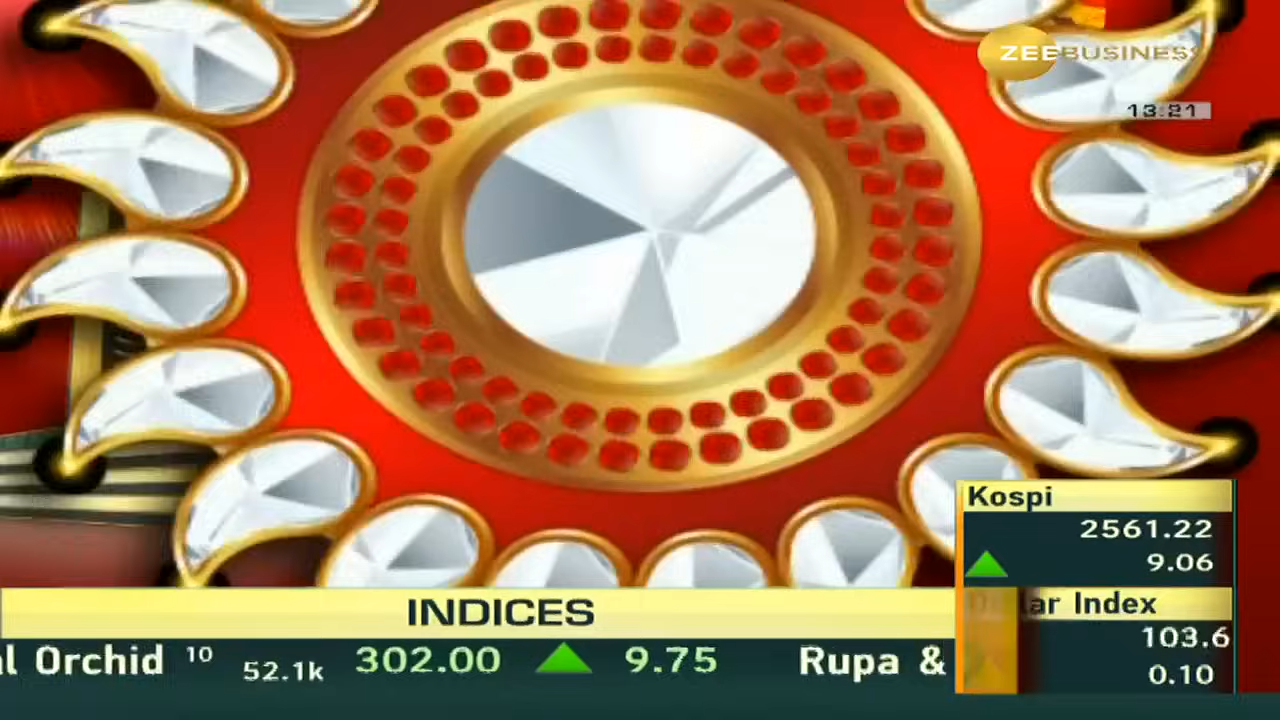 ZEEBUSINESS
13:21
Kospi
2561.22
9.06
ar Index
103.6
0.10
INDICES
al Orchid 10 52.1k 302.00 9.75 Rupa &